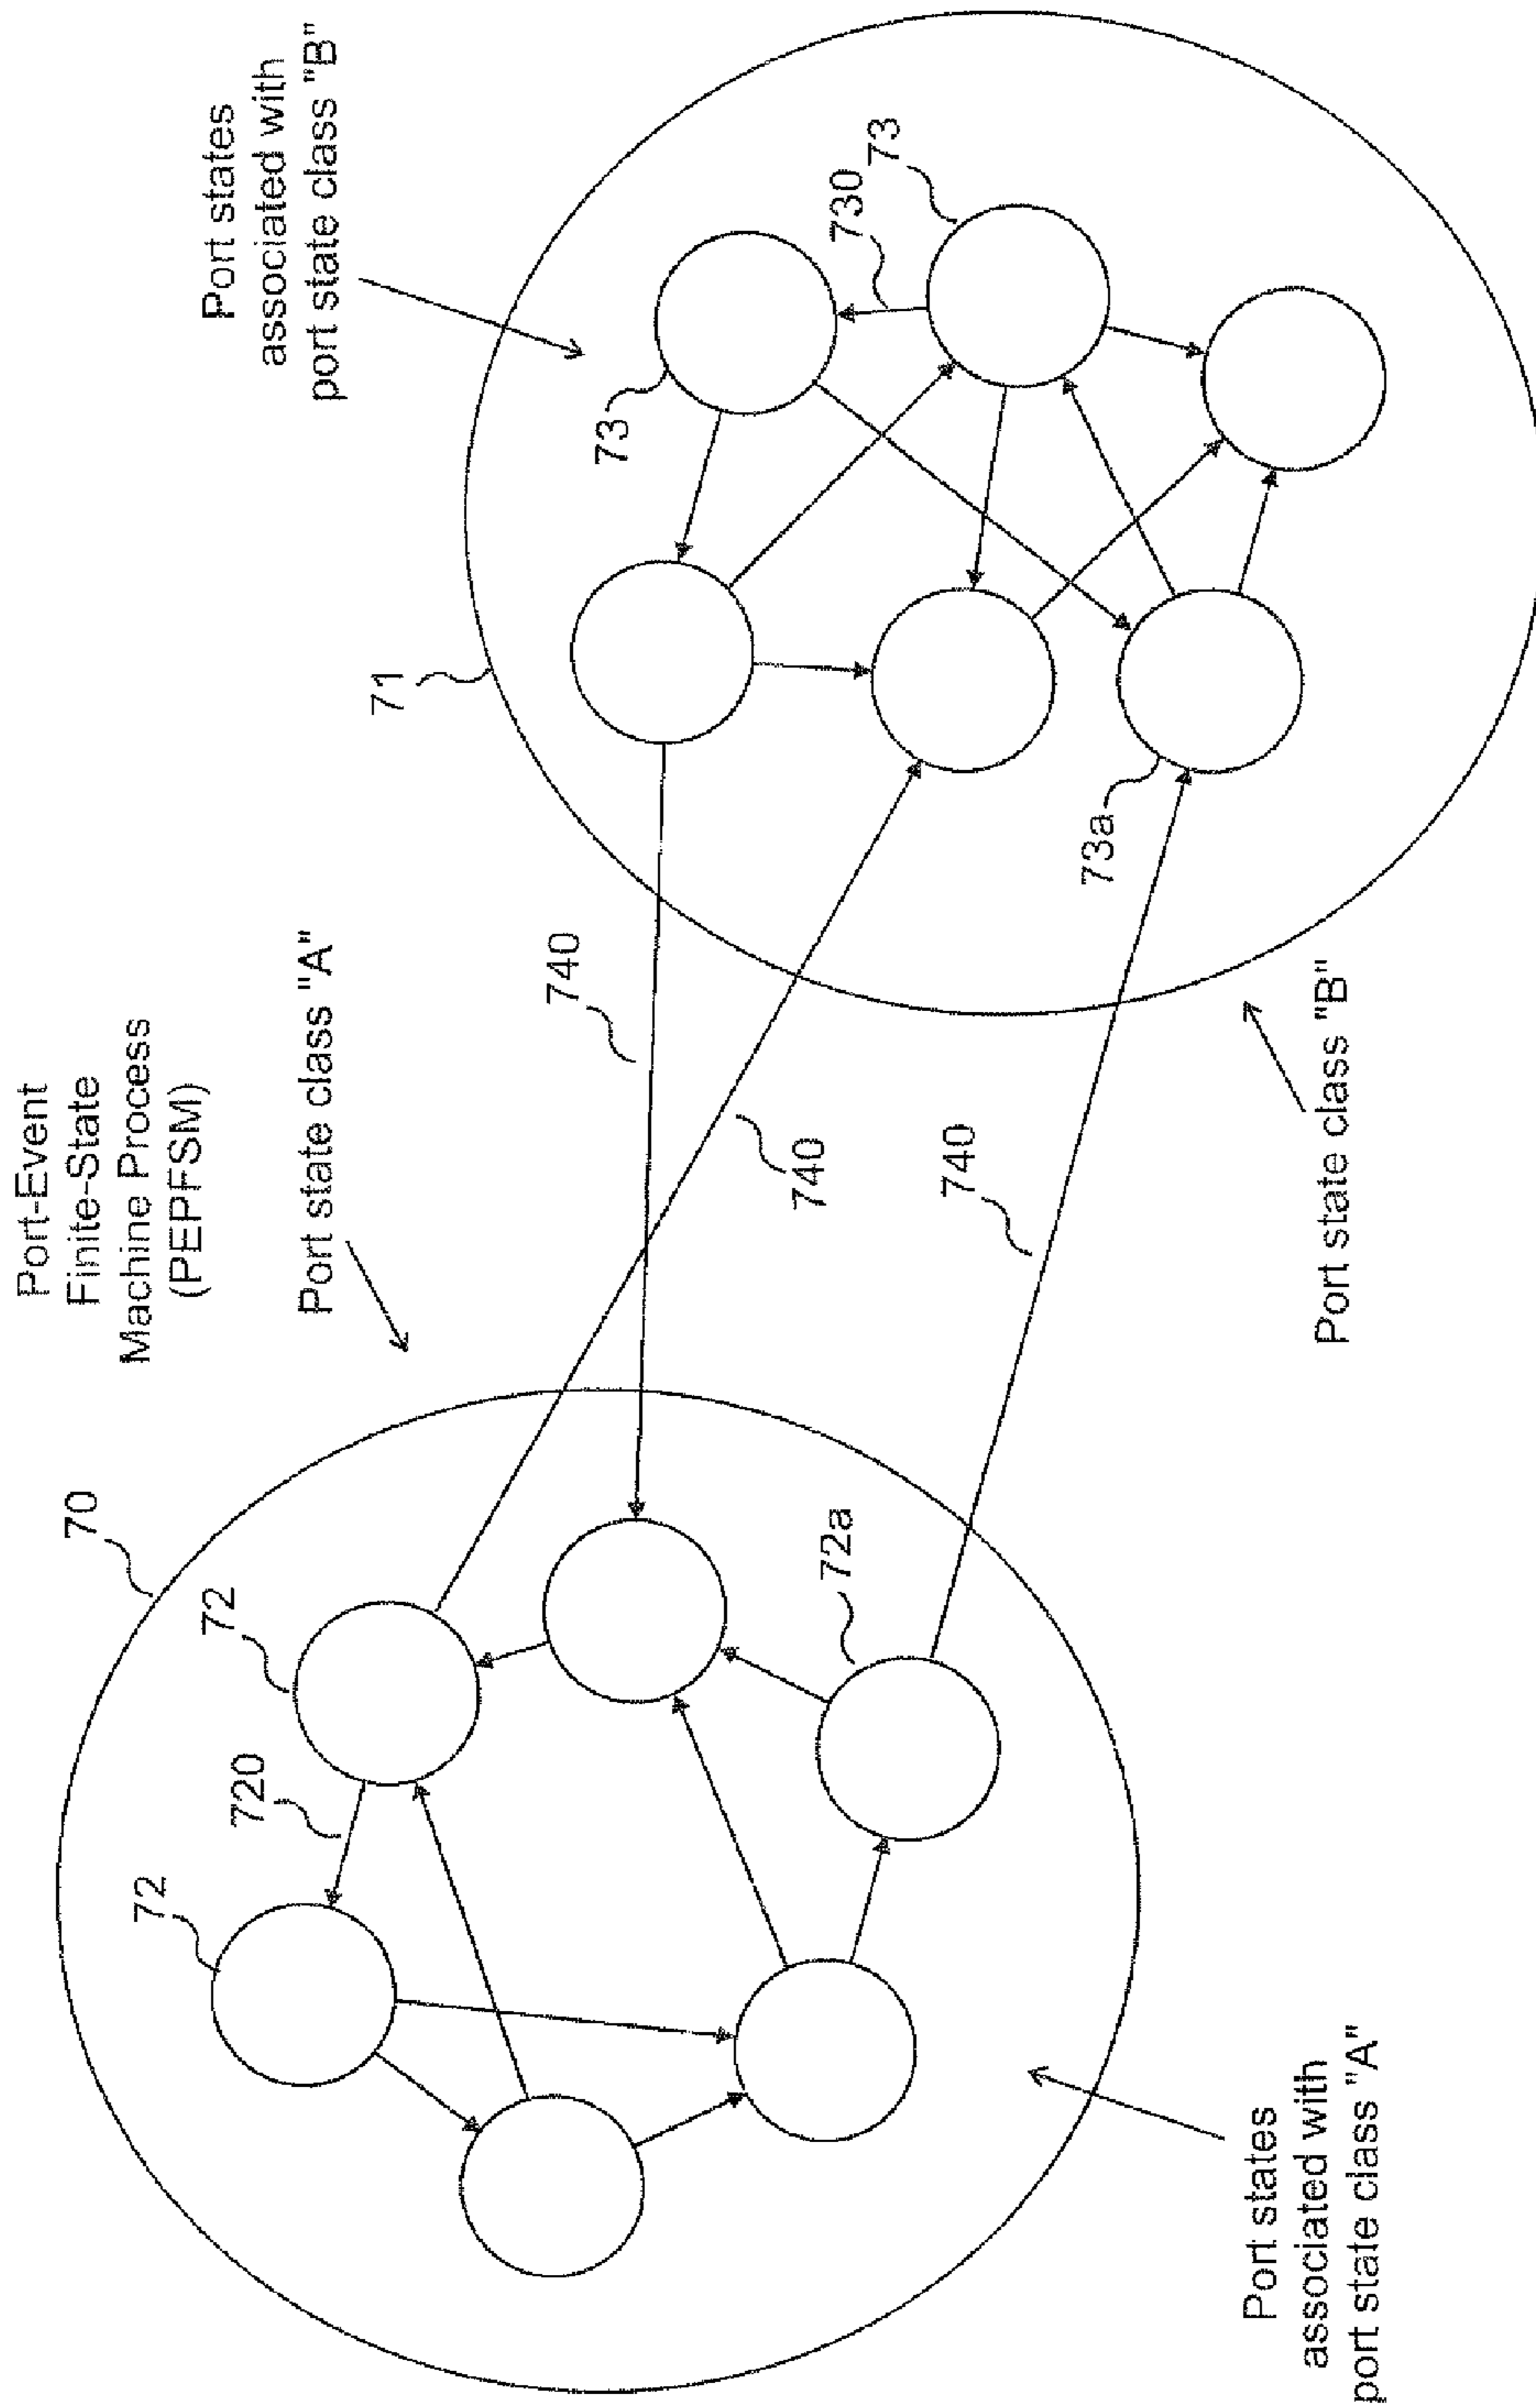 Port-Event
Finite-State
Machine Process
(PEPFSM)
Port state class "A"
70
72
720
72
72a
Port states
associated with
port state class "A"
740
740
740
Port states
associated with
port state class "B"
71
73
730
73
73a
Port state class "B"